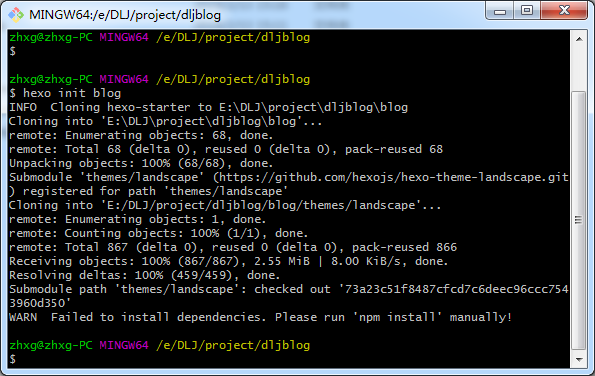 MINGW64:/e/DLJ/project/dljblog
zhxg@zhxg-PC MINGW64 /e/DLJ/project/dljblog
$
zhxg@zhxg-PC MINGW64 /e/DLJ/project/dljblog
$ hexo init blog
INFO  Cloning hexo-starter to E:\DLJ\project\dljblog\blog
Cloning into 'E:\DLJ\project\dljblog\blog'...
remote: Enumerating objects: 68, done.
remote: Total 68 (delta 0), reused 0 (delta 0), pack-reused 68
Unpacking objects: 100% (68/68), done.
Submodule 'themes/landscape' (https://github.com/hexojs/hexo-theme-landscape.git
) registered for path 'themes/landscape'
Cloning into 'E:/DLJ/project/dljblog/blog/themes/landscape'...
remote: Enumerating objects: 1, done.
remote: Counting objects: 100% (1/1), done.
remote: Total 867 (delta 0), reused 0 (delta 0), pack-reused 866
Receiving objects: 100% (867/867), 2.55 MiB | 8.00 KiB/s, done.
Resolving deltas: 100% (459/459), done.
Submodule path 'themes/landscape': checked out '73a23c51f8487cfcd7c6deec96ccc754
3960d350'
WARN  Failed to install dependencies. Please run 'npm install' manually!
zhxg@zhxg-PC MINGW64 /e/DLJ/project/dljblog
$